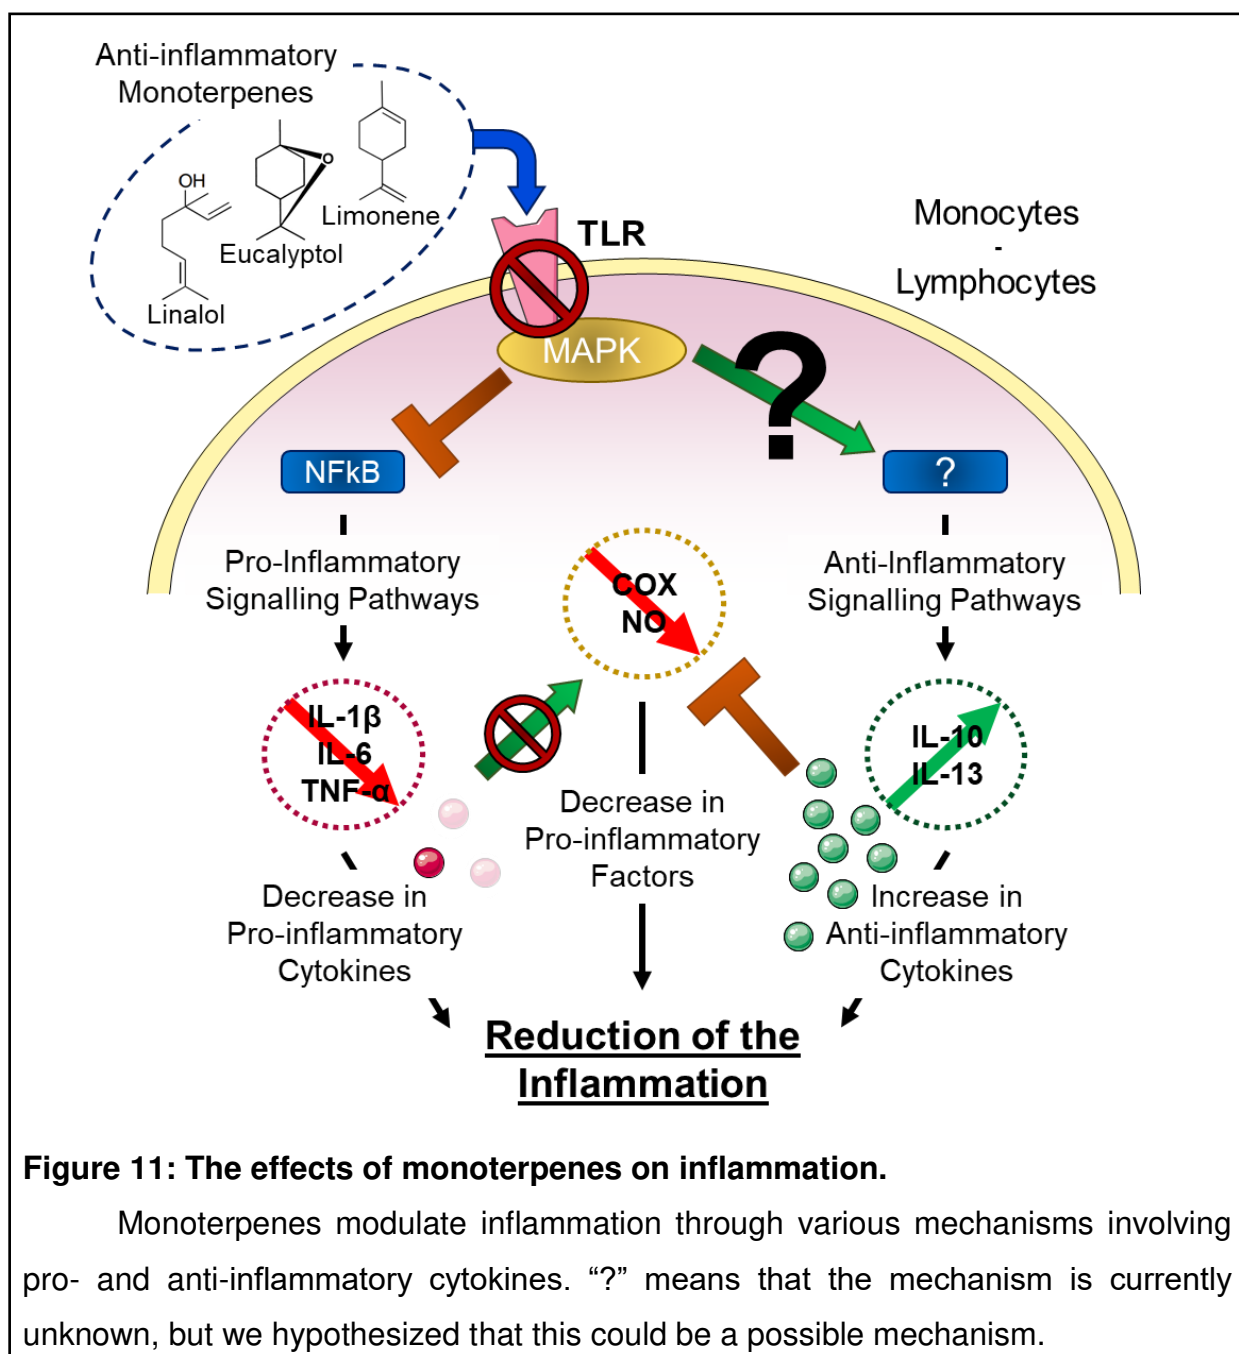 Anti-inflammatory
Monoterpenes
OH
O
Limonene
Eucalyptol
Linalol
TLR
Monocytes
-
Lymphocytes
MAPK
?
NFkB
?
Pro-Inflammatory
Signalling Pathways
COX
NO
Anti-Inflammatory
Signalling Pathways
IL-1β
IL-6
TNF-α
IL-10
IL-13
Decrease in
Pro-inflammatory
Factors
Decrease in
Pro-inflammatory
Cytokines
Increase in
Anti-inflammatory
Cytokines
Reduction of the
Inflammation
Figure 11: The effects of monoterpenes on inflammation.
Monoterpenes modulate inflammation through various mechanisms involving
pro- and anti-inflammatory cytokines. “?” means that the mechanism is currently
unknown, but we hypothesized that this could be a possible mechanism.